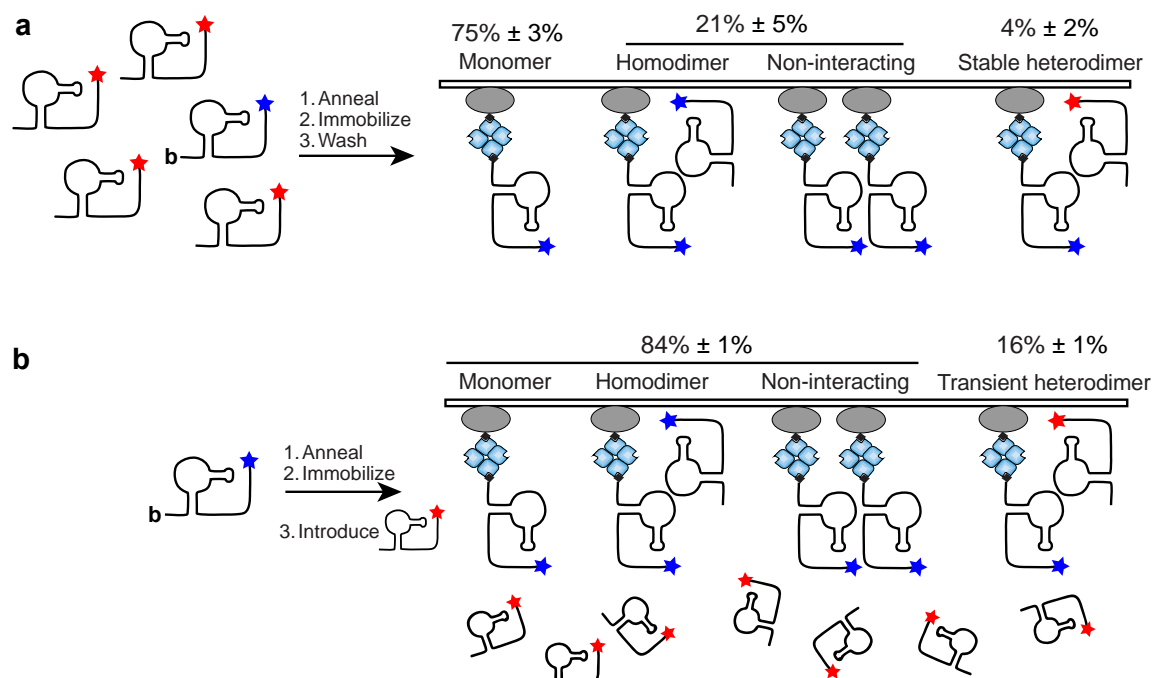 a
75% ± 3%
21% ± 5%
4% ± 2%
Monomer
Homodimer
Non-interacting
Stable heterodimer
1. Anneal
2. Immobilize
3. Wash
b
b
84% ± 1%
16% ± 1%
Monomer
Homodimer
Non-interacting
Transient heterodimer
1. Anneal
2. Immobilize
3. Introduce
b